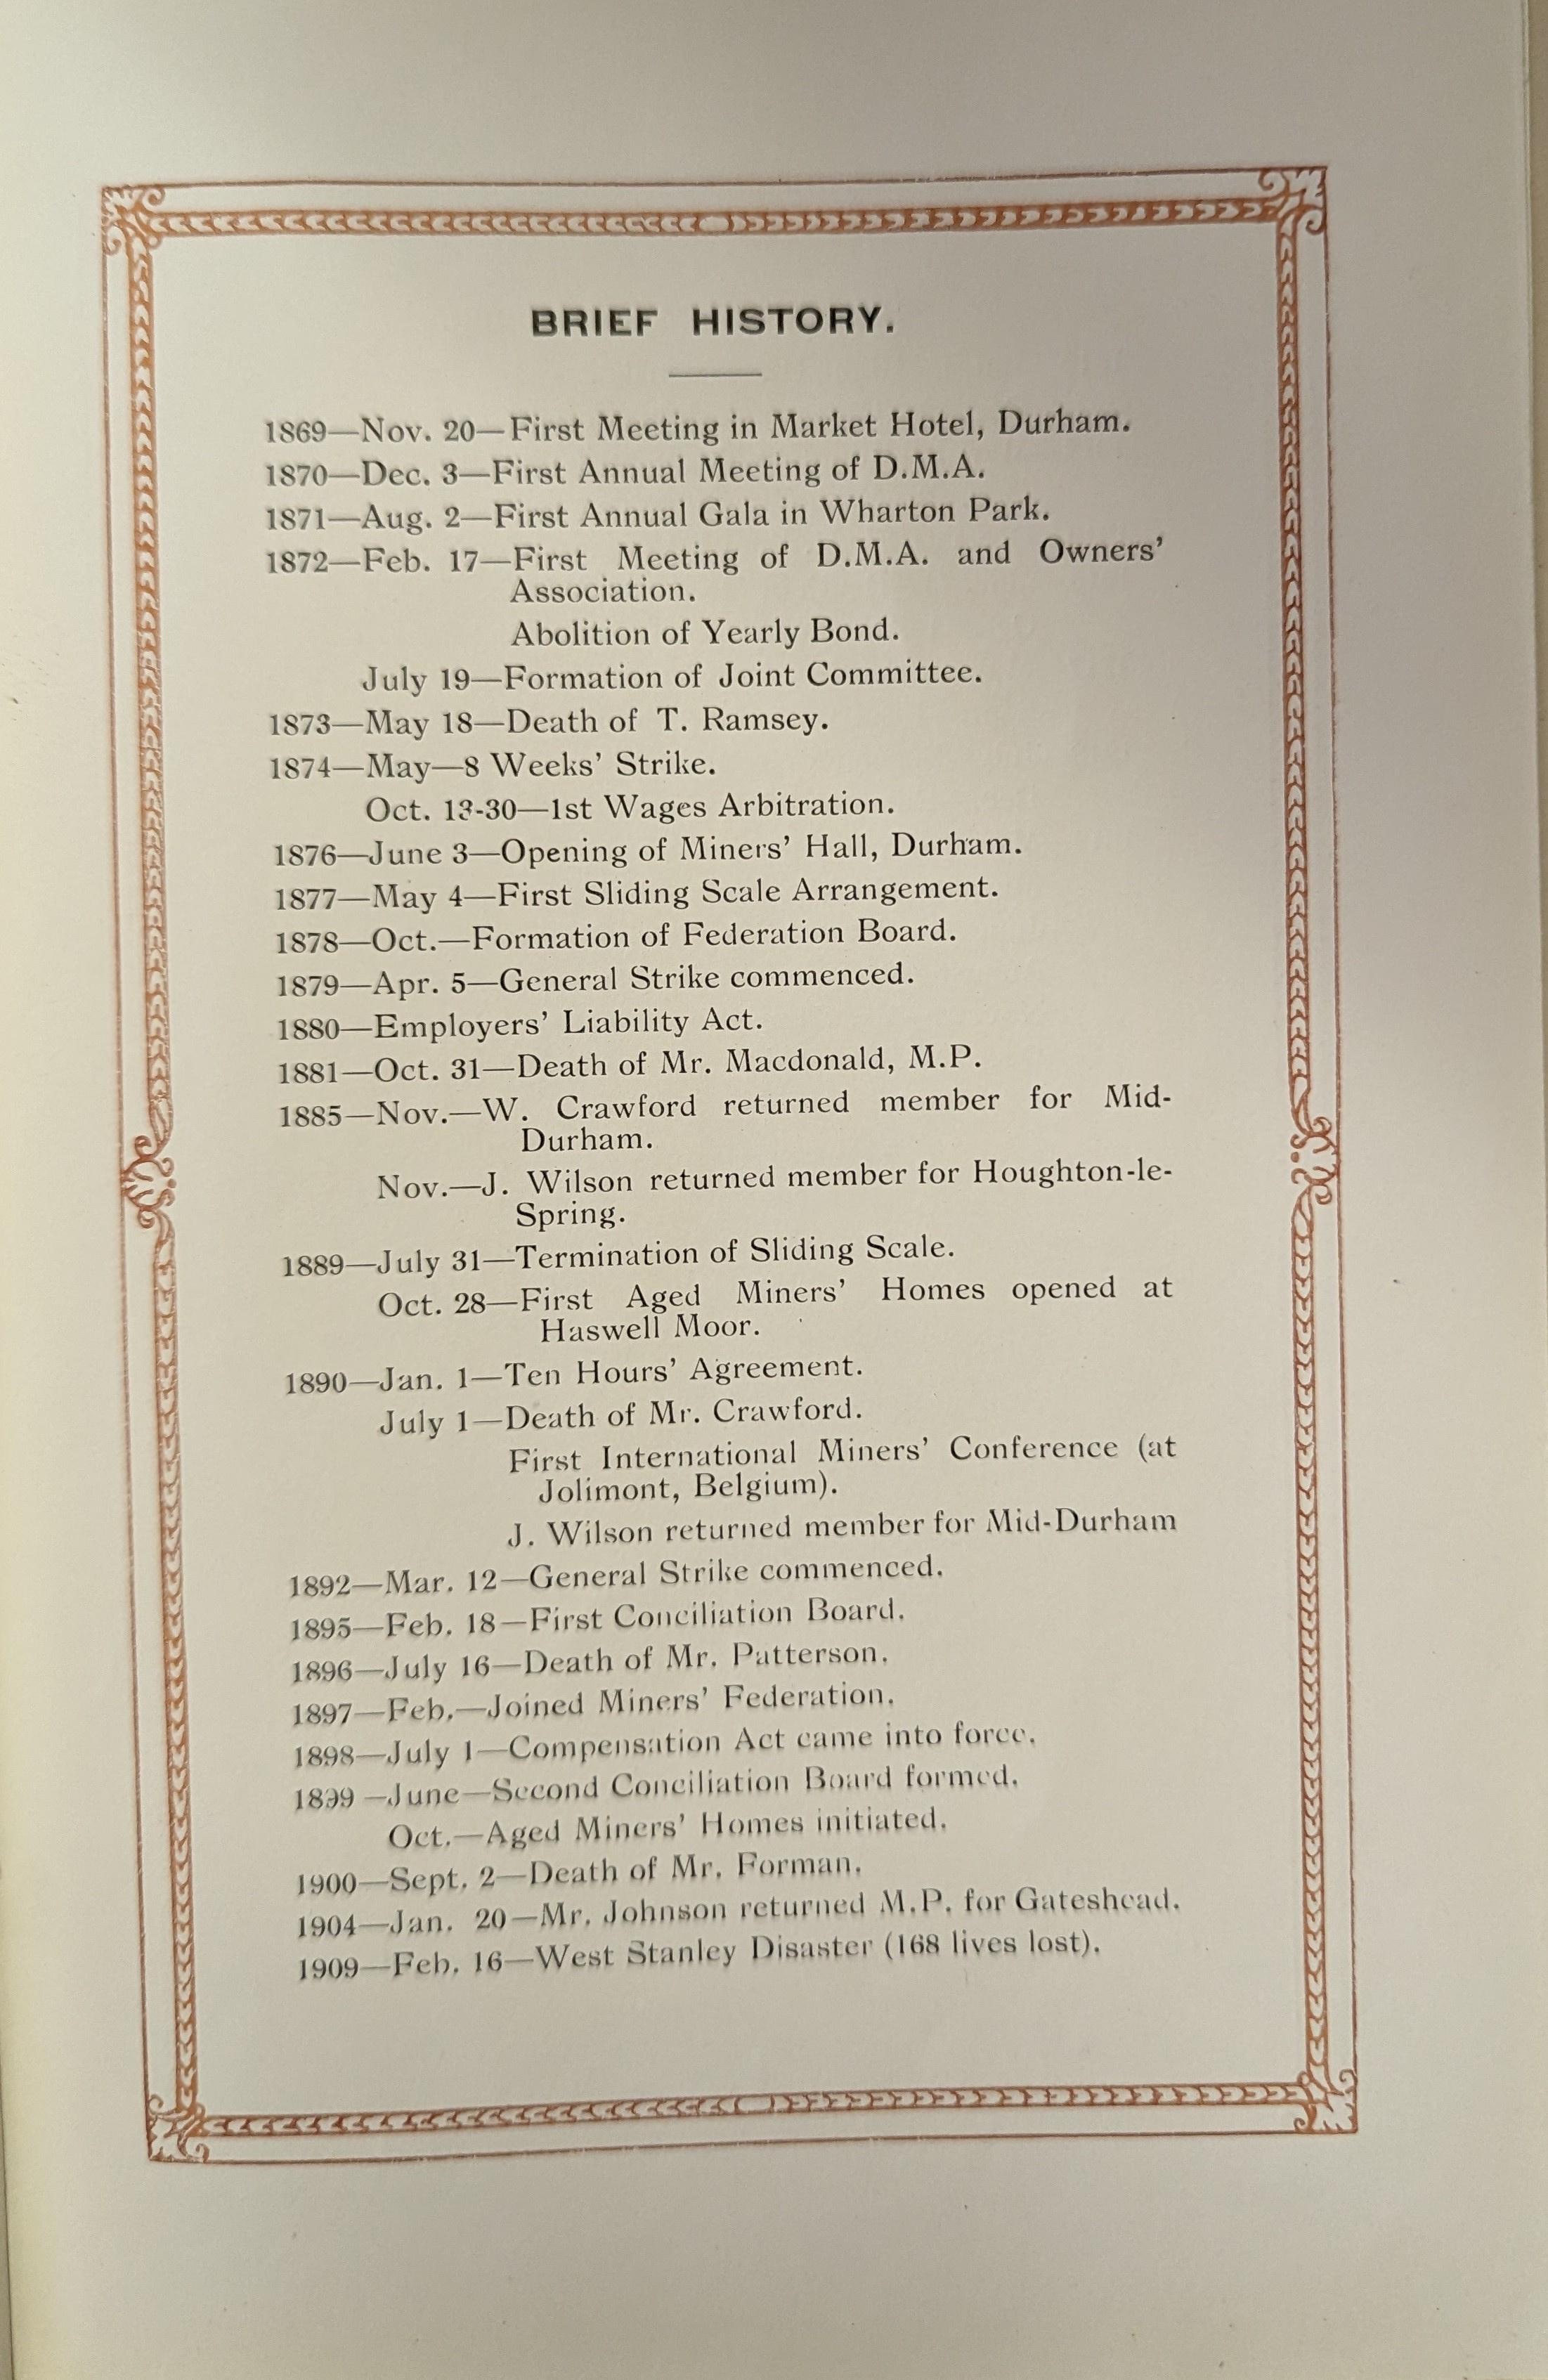 BRIEF HISTORY.
1869—Nov. 20—First Meeting in Market Hotel, Durham.
1870—Dec. 3—First Annual Meeting of D.M.A.
1871—Aug. 2—First Annual Gala in Wharton Park.
1872—Feb. 17—First Meeting of D.M.A. and Owners'
Association.
Abolition of Yearly Bond.
July 19—Formation of Joint Committee.
1873—May 18—Death of T. Ramsey.
1874—May—8 Weeks' Strike.
Oct. 13-30—1st Wages Arbitration.
1876—June 3—Opening of Miners' Hall, Durham.
1877—May 4—First Sliding Scale Arrangement.
1878—Oct.—Formation of Federation Board.
1879—Apr. 5—General Strike commenced.
1880—Employers' Liability Act.
1881—Oct. 31—Death of Mr. Macdonald, M.P.
1885—Nov.—W. Crawford returned member for Mid-
Durham.
Nov.—J. Wilson returned member for Houghton-le-
Spring.
1889—July 31—Termination of Sliding Scale.
Oct. 28—First Aged Miners' Homes opened at
Haswell Moor.
1890—Jan. 1—Ten Hours' Agreement.
July 1—Death of Mr. Crawford.
First International Miners' Conference (at
Jolimont, Belgium).
J. Wilson returned member for Mid-Durham
1892—Mar. 12—General Strike commenced.
1895—Feb. 18—First Conciliation Board.
1896—July 16—Death of Mr. Patterson.
1897—Feb.—Joined Miners' Federation.
1898—July 1—Compensation Act came into force.
1899—June—Second Conciliation Board formed.
Oct.—Aged Miners' Homes initiated.
1900—Sept. 2—Death of Mr. Forman.
1904—Jan. 20—Mr. Johnson returned M.P. for Gateshead.
1909—Feb. 16—West Stanley Disaster (168 lives lost).